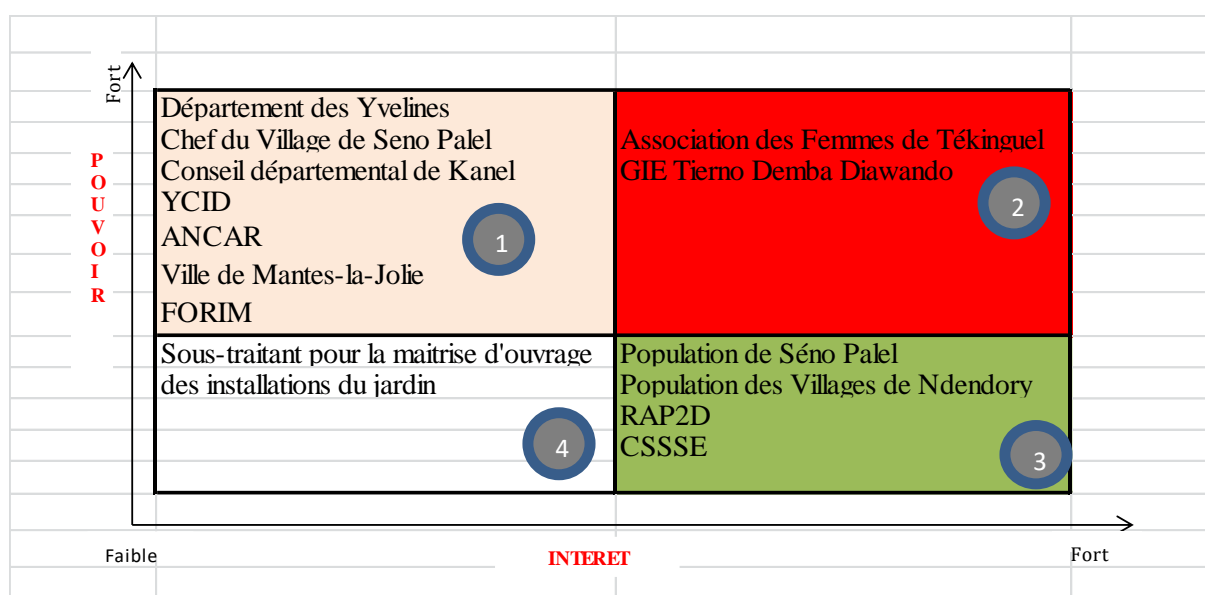 Fort
POUVOIR
Département des Yvelines
Chef du Village de Seno Palel
Conseil départemental de Kanel
YCID
ANCAR
Ville de Mantes-la-Jolie
FORIM
1
Association des Femmes de Tékinguel
GIE Tierno Demba Diawando
2
Sous-traitant pour la maitrise d'ouvrage
des installations du jardin
4
Population de Séno Palel
Population des Villages de Ndendory
RAP2D
CSSSE
3
Faible
INTERET
Fort